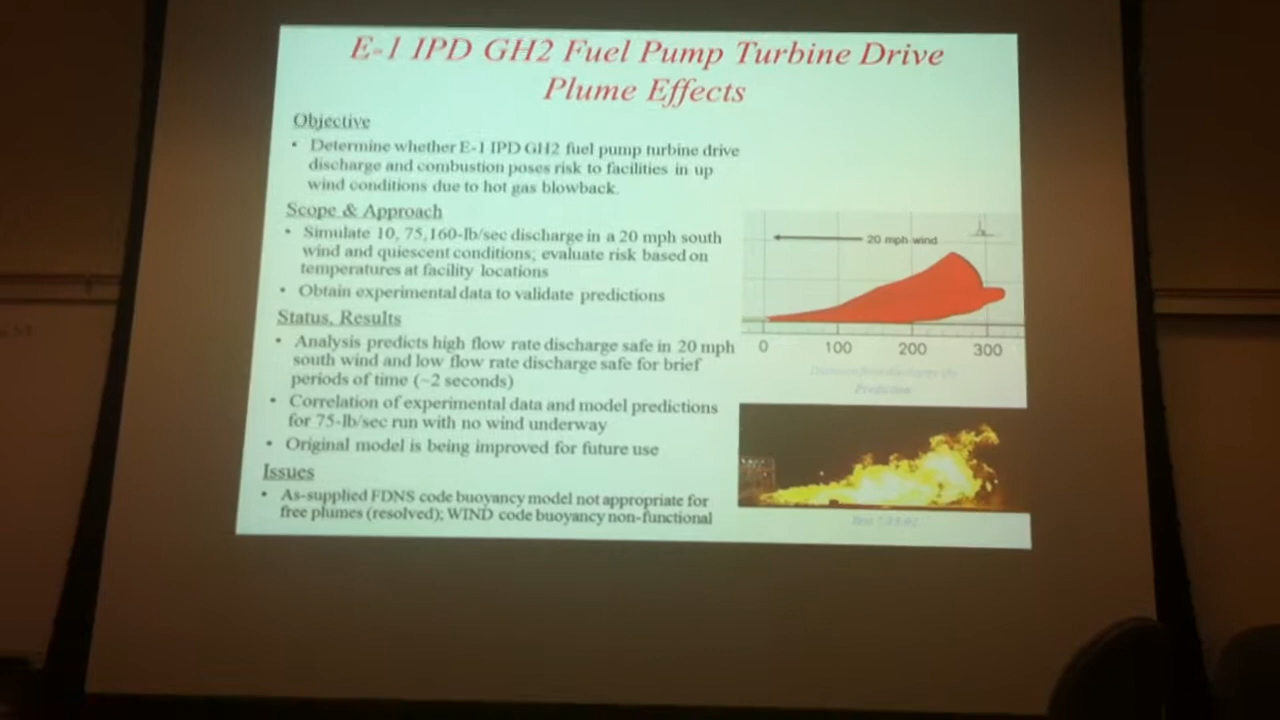 E-1 IPD GH2 Fuel Pump Turbine Drive
Plume Effects
Objective
• Determine whether E-1 IPD GH2 fuel pump turbine drive
discharge and combustion poses risk to facilities in up
wind conditions due to hot gas blowback.
Scope & Approach
• Simulate 10, 75,160-lb/sec discharge in a 20 mph south
wind and quiescent conditions; evaluate risk based on
temperatures at facility locations
• Obtain experimental data to validate predictions
Status, Results
• Analysis predicts high flow rate discharge safe in 20 mph
south wind and low flow rate discharge safe for brief
periods of time (~2 seconds)
• Correlation of experimental data and model predictions
for 75-lb/sec run with no wind underway
• Original model is being improved for future use
Issues
• As-supplied FDNS code buoyancy model not appropriate for
free plumes (resolved); WIND code buoyancy non-functional
20 mph wind
0 100 200 300
Prediction